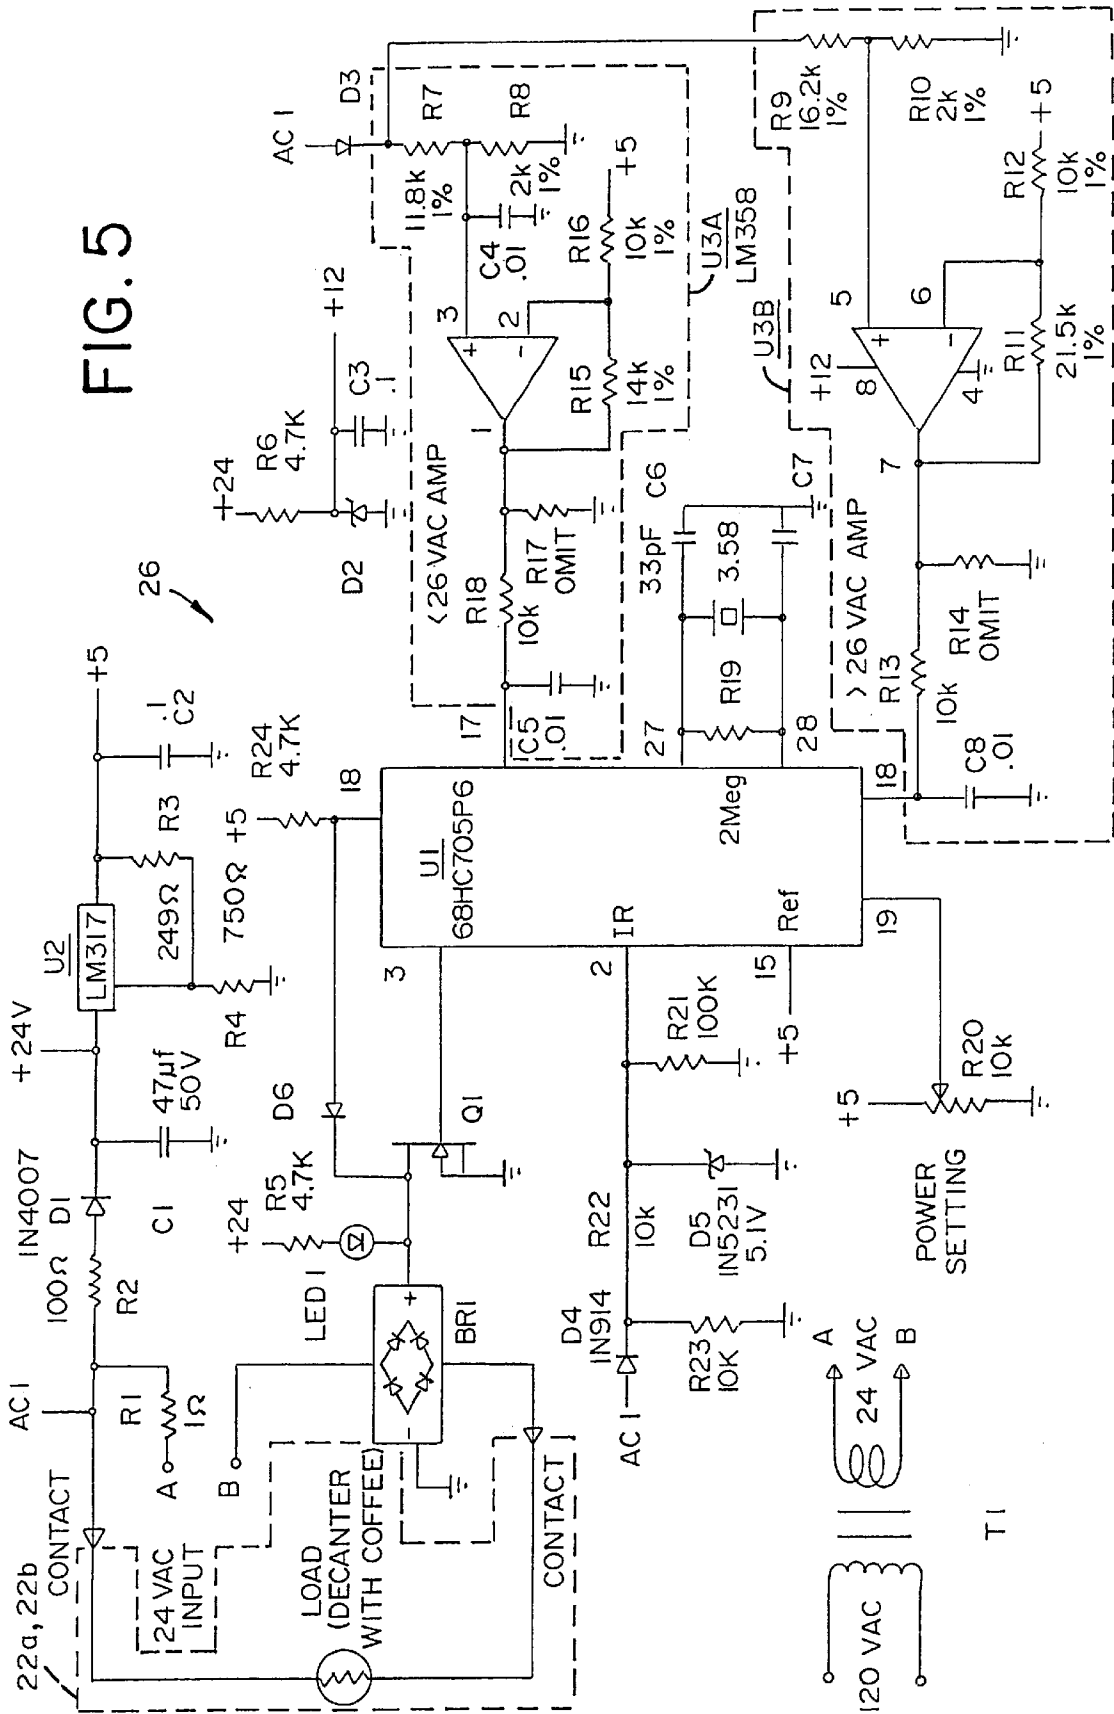 FIG. 5
26
22a, 22b
CONTACT
AC 1
24 VAC
INPUT
A
B
R1
1Ω
100Ω
R2
1N4007
D1
C1
47µf
50V
+24V
U2
LM317
249Ω
R3
R4
750Ω
.1
C2
+5
LOAD
(DECANTER
WITH COFFEE)
CONTACT
BR1
+
-
LED 1
+24
R5
4.7K
D6
Q1
+5
R24
4.7K
18
3
U1
68HC705P6
IR
2
Ref
15
19
2Meg
17
27
28
18
+24
R6
4.7K
D2
C3
.1
+12
<26 VAC AMP
C5
.01
R18
10k
R17
OMIT
1
3
2
+
-
R15
14k
1%
R16
10k
1%
+5
C4
.01
AC 1
D3
R7
11.8k
1%
R8
2k
1%
U3A
LM358
U3B
R19
3.58
33pF
C6
C7
>26 VAC AMP
C8
.01
R13
10k
R14
OMIT
7
+12
8
4
5
6
+
-
R11
21.5k
1%
R12
10k
1%
+5
R9
16.2k
1%
R10
2k
1%
AC 1
D4
1N914
R23
10K
R22
10k
D5
1N5231
5.1V
R21
100K
+5
POWER
SETTING
+5
R20
10k
120 VAC
T1
24 VAC
A
B